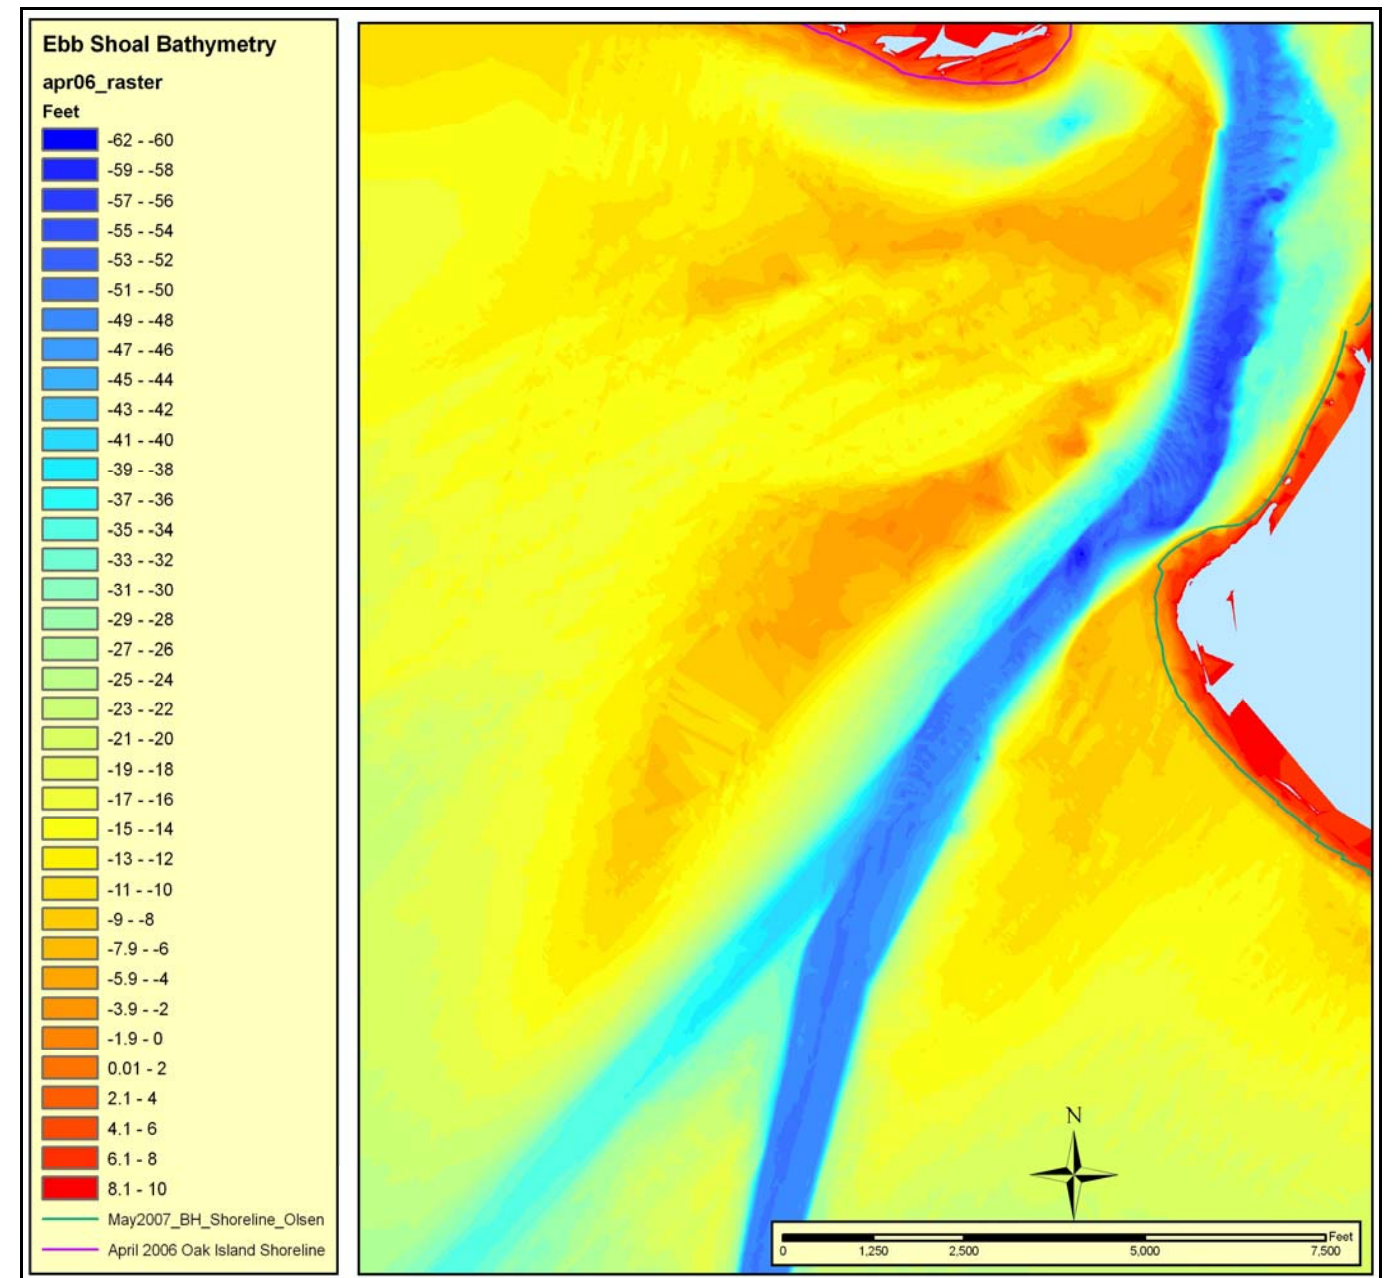 Ebb Shoal Bathymetry
apr06_raster
Feet
-62 - -60
-59 - -58
-57 - -56
-55 - -54
-53 - -52
-51 - -50
-49 - -48
-47 - -46
-45 - -44
-43 - -42
-41 - -40
-39 - -38
-37 - -36
-35 - -34
-33 - -32
-31 - -30
-29 - -28
-27 - -26
-25 - -24
-23 - -22
-21 - -20
-19 - -18
-17 - -16
-15 - -14
-13 - -12
-11 - -10
-9 - -8
-7.9 - -6
-5.9 - -4
-3.9 - -2
-1.9 - 0
0.01 - 2
2.1 - 4
4.1 - 6
6.1 - 8
8.1 - 10
May2007_BH_Shoreline_Olsen
April 2006 Oak Island Shoreline
N
Feet
0 1,250 2,500 5,000 7,500